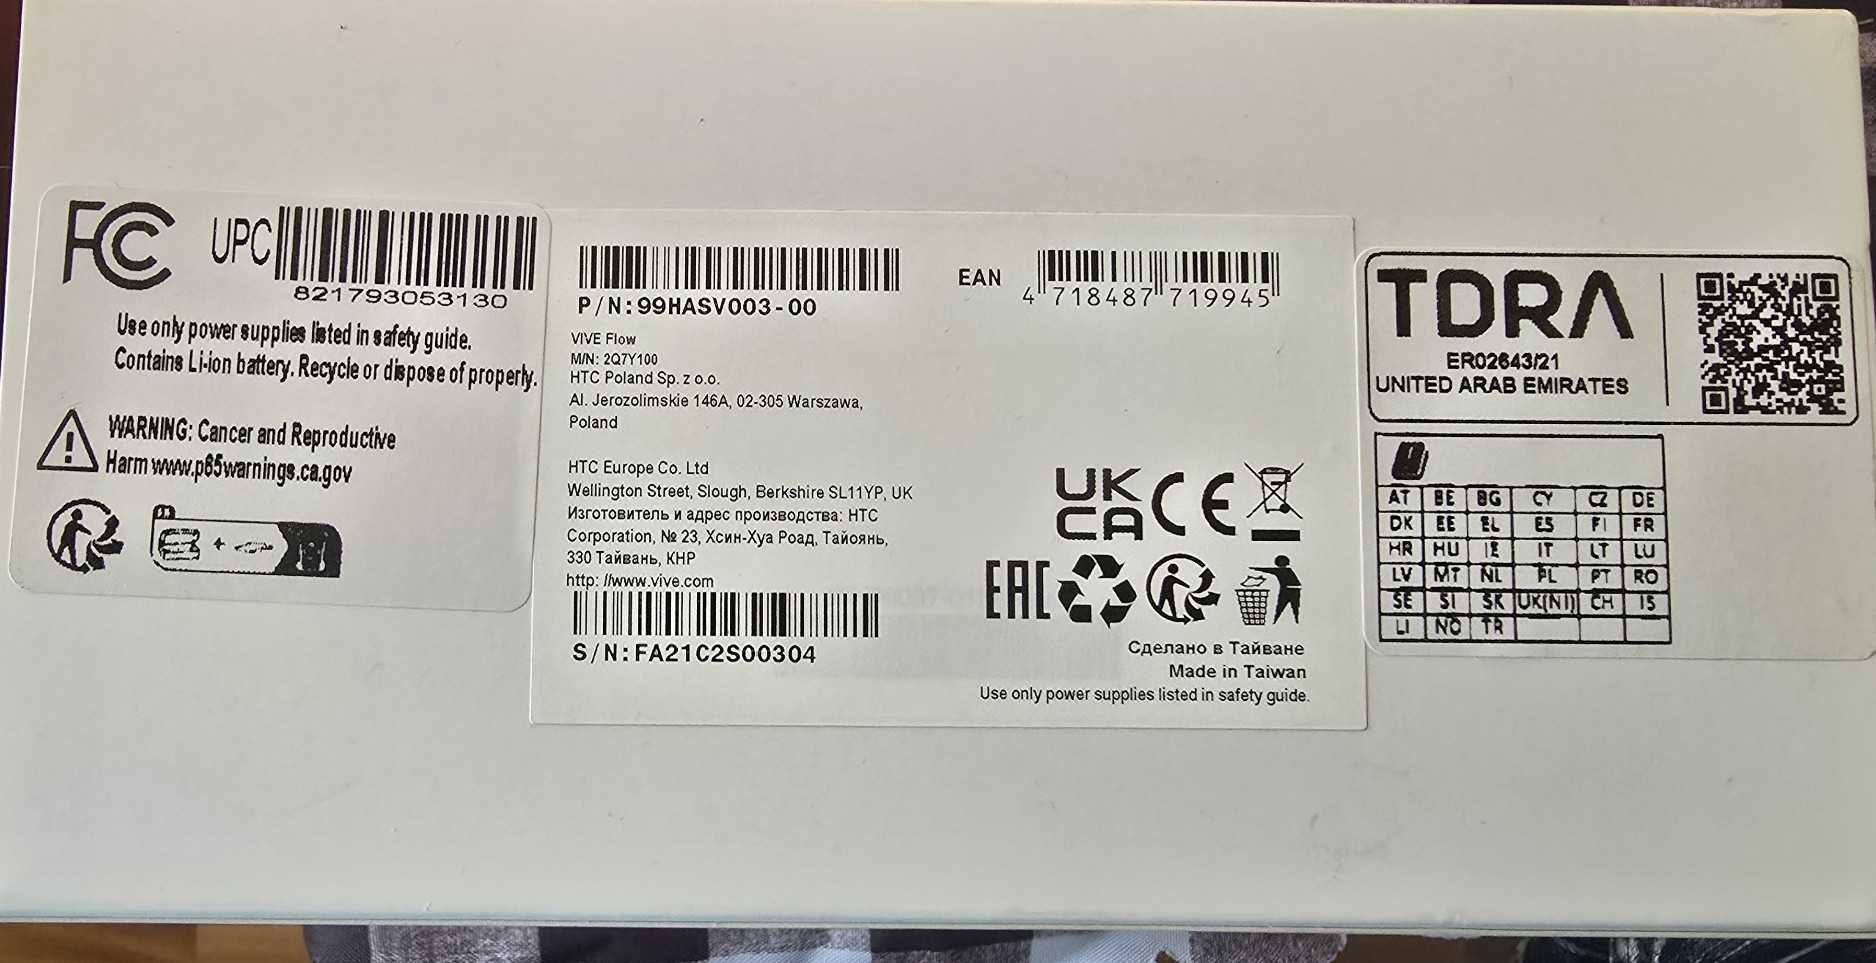 FC
UPC
821793053130
Use only power supplies listed in safety guide.
Contains Li-ion battery. Recycle or dispose of properly.
WARNING: Cancer and Reproductive
Harm www.p65warnings.ca.gov
P/N:99HASV003-00
VIVE Flow
M/N: 2Q7Y100
HTC Poland Sp. z o.o.
Al. Jerozolimskie 146A, 02-305 Warszawa,
Poland
HTC Europe Co. Ltd
Wellington Street, Slough, Berkshire SL11YP, UK
Изготовитель и адрес производства: HTC
Corporation, № 23, Хсин-Хуа Роад, Тайоянь,
330 Тайвань, КНР
http: //www.vive.com
S/N:FA21C2S00304
EAN
4 718487 719945
UK
CA CE
EAC
Сделано в Тайване
Made in Taiwan
Use only power supplies listed in safety guide.
TDRA
ER02643/21
UNITED ARAB EMIRATES
AT BE BG CY CZ DE
DK EE EL ES FI FR
HR HU IE IT LT LU
LV MT NL PL PT RO
SE SI SK UK(NI) CH IS
LI NO TR